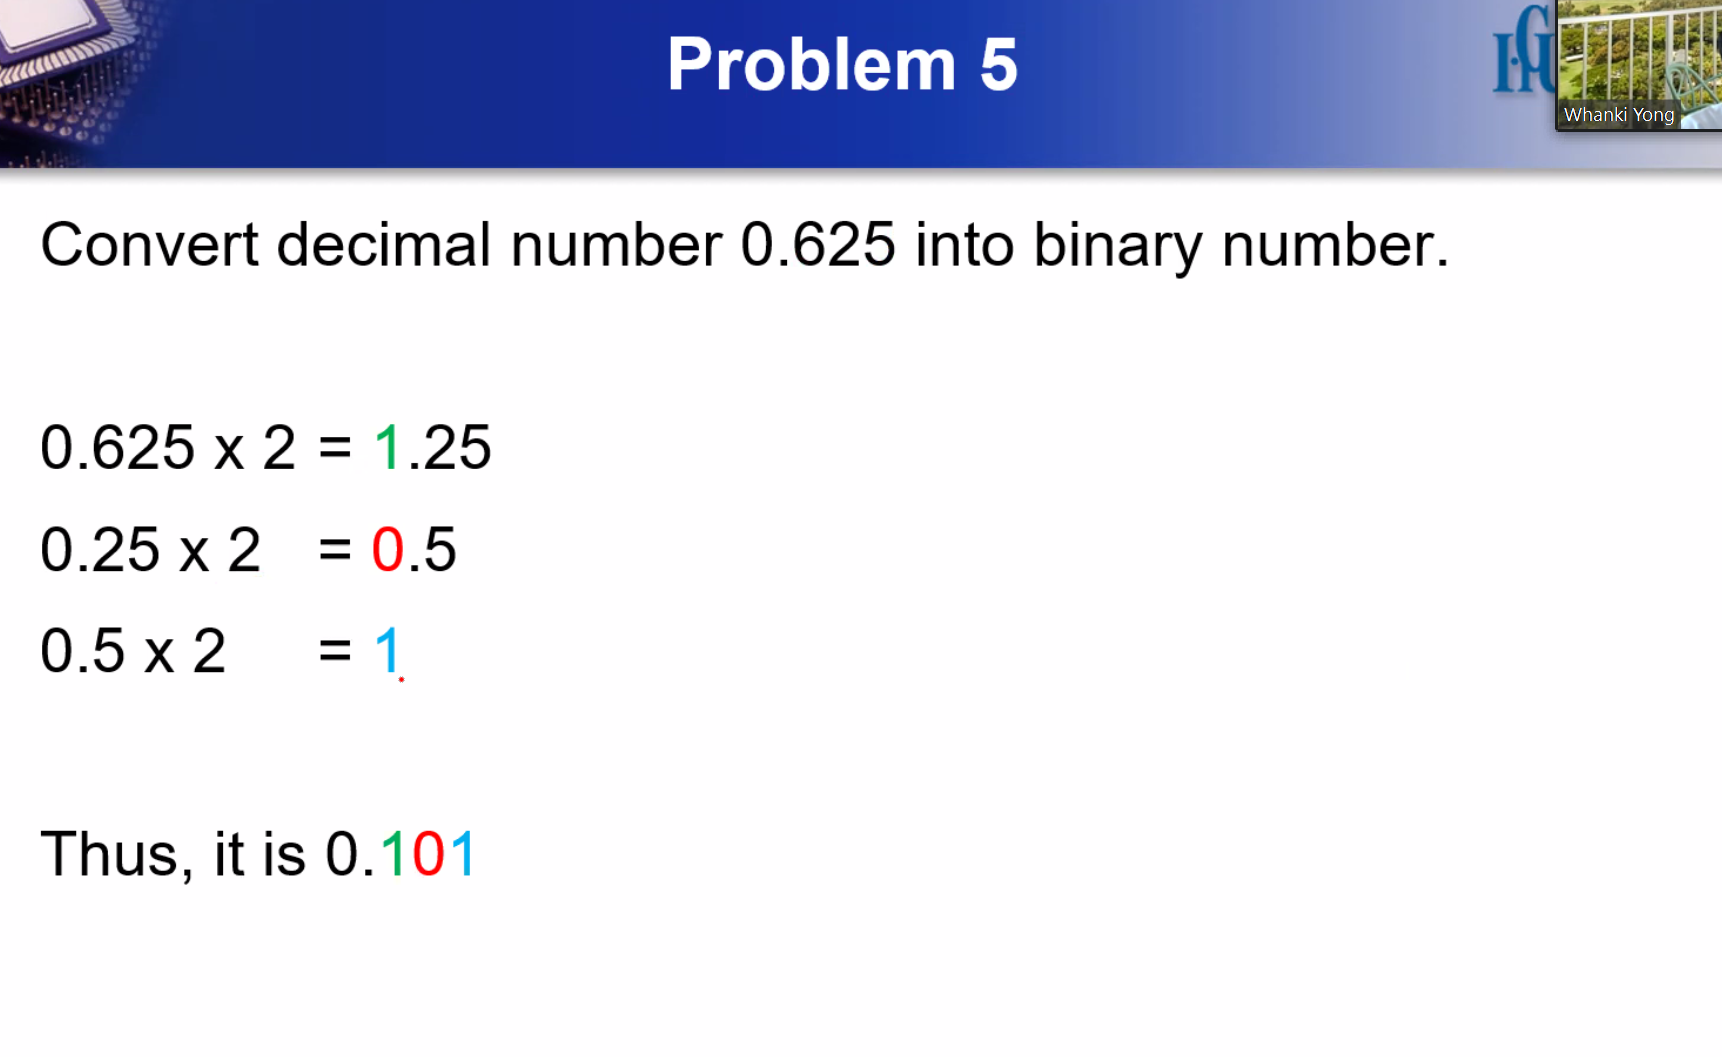 Problem 5
HGU
Whanki Yong
Convert decimal number 0.625 into binary number.
0.625 x 2 = 1.25
0.25 x 2 = 0.5
0.5 x 2 = 1
Thus, it is 0.101